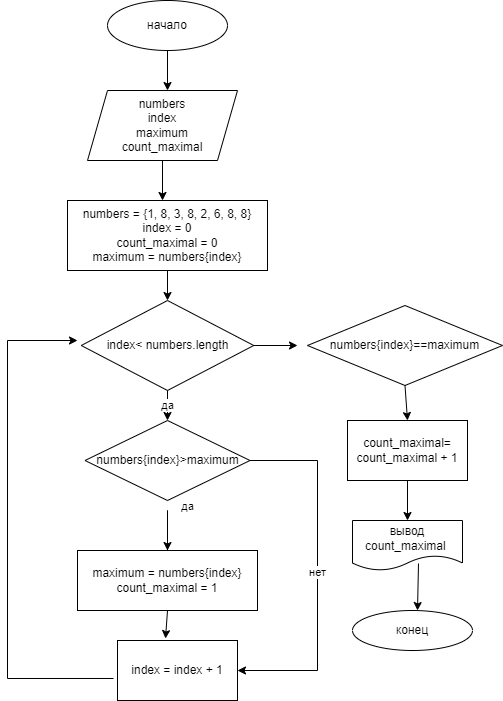 начало
numbers
index
maximum
count_maximal
numbers = {1, 8, 3, 8, 2, 6, 8, 8}
index = 0
count_maximal = 0
maximum = numbers{index}
index< numbers.length
numbers{index}==maximum
да
numbers{index}>maximum
да
count_maximal=
count_maximal + 1
вывод
count_maximal
нет
maximum = numbers{index}
count_maximal = 1
конец
index = index + 1